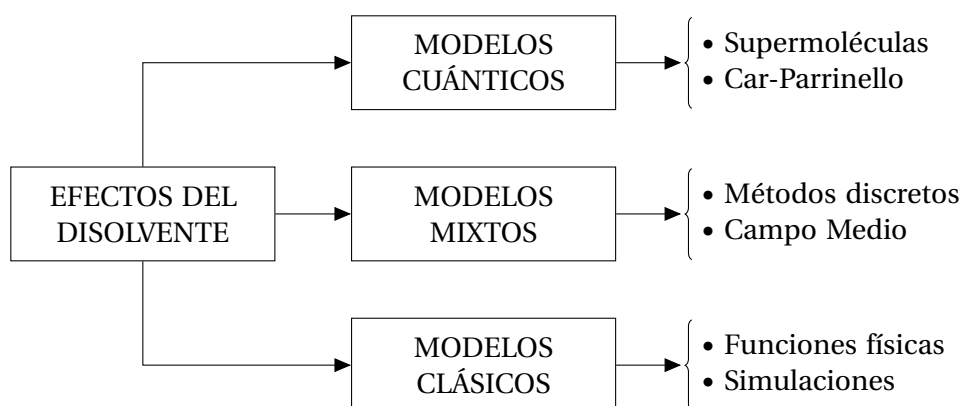 MODELOS
CUÁNTICOS
• Supermoléculas
• Car-Parrinello
EFECTOS DEL
DISOLVENTE
MODELOS
MIXTOS
• Métodos discretos
• Campo Medio
MODELOS
CLÁSICOS
• Funciones físicas
• Simulaciones